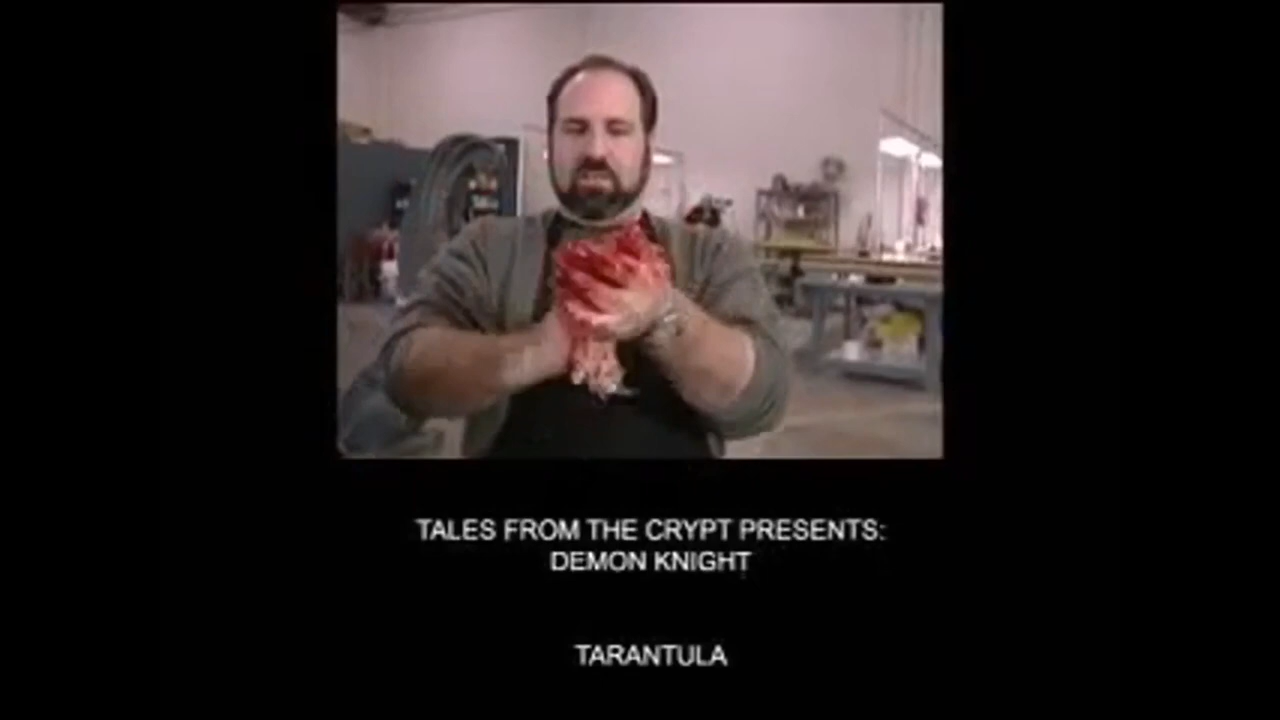 TALES FROM THE CRYPT PRESENTS:
DEMON KNIGHT
TARANTULA